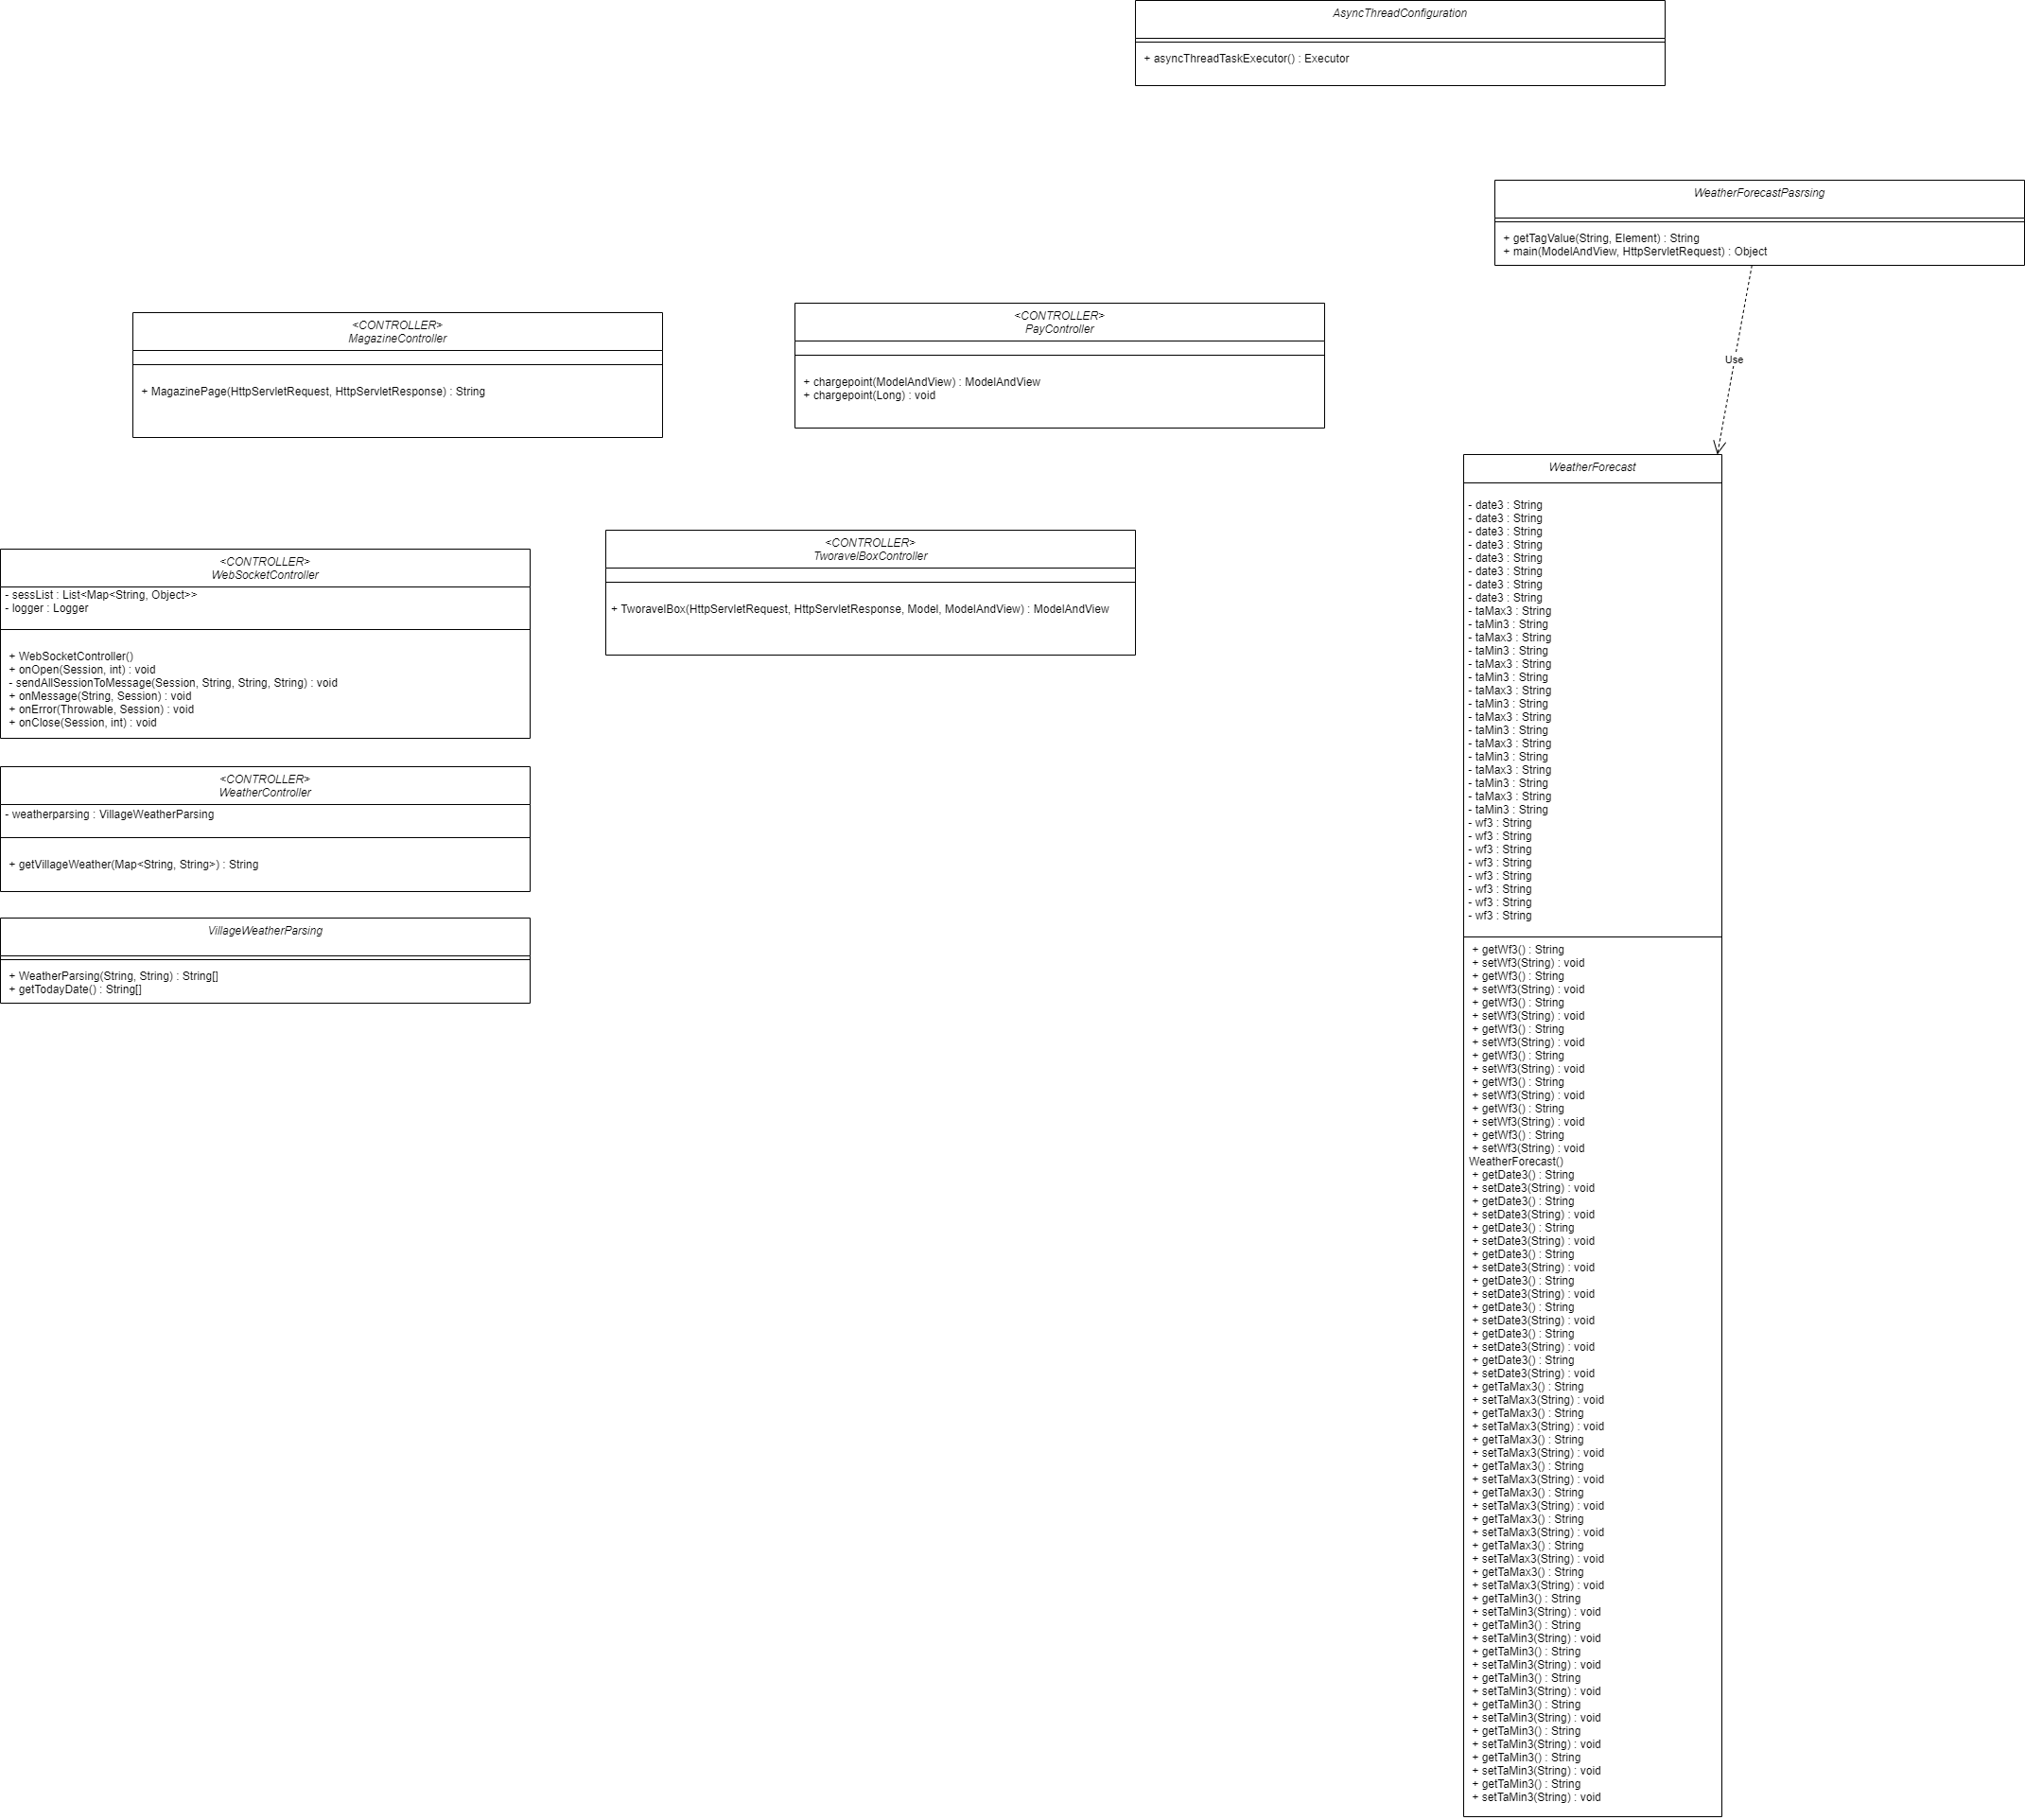 AsyncThreadConfiguration
+ asyncThreadTaskExecutor() : Executor
WeatherForecastPasrsing
+ getTagValue(String, Element) : String
+ main(ModelAndView, HttpServletRequest) : Object
Use
<CONTROLLER>
MagazineController
+ MagazinePage(HttpServletRequest, HttpServletResponse) : String
<CONTROLLER>
PayController
+ chargepoint(ModelAndView) : ModelAndView
+ chargepoint(Long) : void
<CONTROLLER>
WebSocketController
- sessList : List<Map<String, Object>>
- logger : Logger
+ WebSocketController()
+ onOpen(Session, int) : void
- sendAllSessionToMessage(Session, String, String, String) : void
+ onMessage(String, Session) : void
+ onError(Throwable, Session) : void
+ onClose(Session, int) : void
<CONTROLLER>
TworavelBoxController
+ TworavelBox(HttpServletRequest, HttpServletResponse, Model, ModelAndView) : ModelAndView
<CONTROLLER>
WeatherController
- weatherparsing : VillageWeatherParsing
+ getVillageWeather(Map<String, String>) : String
VillageWeatherParsing
+ WeatherParsing(String, String) : String[]
+ getTodayDate() : String[]
WeatherForecast
- date3 : String
- date3 : String
- date3 : String
- date3 : String
- date3 : String
- date3 : String
- date3 : String
- date3 : String
- taMax3 : String
- taMin3 : String
- taMax3 : String
- taMin3 : String
- taMax3 : String
- taMin3 : String
- taMax3 : String
- taMin3 : String
- taMax3 : String
- taMin3 : String
- taMax3 : String
- taMin3 : String
- taMax3 : String
- taMin3 : String
- taMax3 : String
- taMin3 : String
- wf3 : String
- wf3 : String
- wf3 : String
- wf3 : String
- wf3 : String
- wf3 : String
- wf3 : String
- wf3 : String
+ getWf3() : String
+ setWf3(String) : void
+ getWf3() : String
+ setWf3(String) : void
+ getWf3() : String
+ setWf3(String) : void
+ getWf3() : String
+ setWf3(String) : void
+ getWf3() : String
+ setWf3(String) : void
+ getWf3() : String
+ setWf3(String) : void
+ getWf3() : String
+ setWf3(String) : void
+ getWf3() : String
+ setWf3(String) : void
WeatherForecast()
+ getDate3() : String
+ setDate3(String) : void
+ getDate3() : String
+ setDate3(String) : void
+ getDate3() : String
+ setDate3(String) : void
+ getDate3() : String
+ setDate3(String) : void
+ getDate3() : String
+ setDate3(String) : void
+ getDate3() : String
+ setDate3(String) : void
+ getDate3() : String
+ setDate3(String) : void
+ getDate3() : String
+ setDate3(String) : void
+ getTaMax3() : String
+ setTaMax3(String) : void
+ getTaMax3() : String
+ setTaMax3(String) : void
+ getTaMax3() : String
+ setTaMax3(String) : void
+ getTaMax3() : String
+ setTaMax3(String) : void
+ getTaMax3() : String
+ setTaMax3(String) : void
+ getTaMax3() : String
+ setTaMax3(String) : void
+ getTaMax3() : String
+ setTaMax3(String) : void
+ getTaMax3() : String
+ setTaMax3(String) : void
+ getTaMin3() : String
+ setTaMin3(String) : void
+ getTaMin3() : String
+ setTaMin3(String) : void
+ getTaMin3() : String
+ setTaMin3(String) : void
+ getTaMin3() : String
+ setTaMin3(String) : void
+ getTaMin3() : String
+ setTaMin3(String) : void
+ getTaMin3() : String
+ setTaMin3(String) : void
+ getTaMin3() : String
+ setTaMin3(String) : void
+ getTaMin3() : String
+ setTaMin3(String) : void